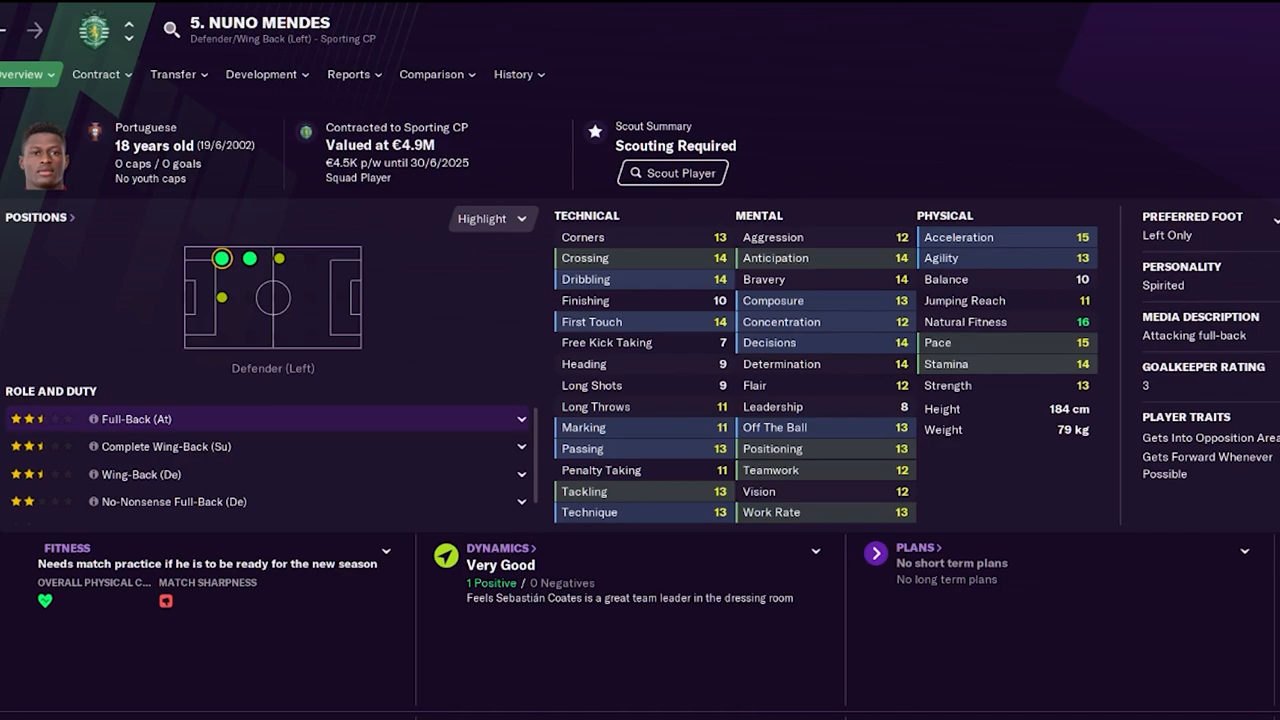 5. NUNO MENDES
Defender/Wing Back (Left) - Sporting CP
verview Contract Transfer Development Reports Comparison History
Portuguese
18 years old (19/6/2002)
0 caps / 0 goals
No youth caps
Contracted to Sporting CP
Valued at €4.9M
€4.5K p/w until 30/6/2025
Squad Player
Scout Summary
Scouting Required
Scout Player
POSITIONS >
Highlight
Defender (Left)
ROLE AND DUTY
Full-Back (At)
Complete Wing-Back (Su)
Wing-Back (De)
No-Nonsense Full-Back (De)
TECHNICAL
Corners 13
Crossing 14
Dribbling 14
Finishing 10
First Touch 14
Free Kick Taking 7
Heading 9
Long Shots 9
Long Throws 11
Marking 11
Passing 13
Penalty Taking 11
Tackling 13
Technique 13
MENTAL
Aggression 12
Anticipation 14
Bravery 14
Composure 13
Concentration 12
Decisions 14
Determination 14
Flair 12
Leadership 8
Off The Ball 13
Positioning 13
Teamwork 12
Vision 12
Work Rate 13
PHYSICAL
Acceleration 15
Agility 13
Balance 10
Jumping Reach 11
Natural Fitness 16
Pace 15
Stamina 14
Strength 13
Height 184 cm
Weight 79 kg
PREFERRED FOOT
Left Only
PERSONALITY
Spirited
MEDIA DESCRIPTION
Attacking full-back
GOALKEEPER RATING
3
PLAYER TRAITS
Gets Into Opposition Area
Gets Forward Whenever
Possible
FITNESS
Needs match practice if he is to be ready for the new season
OVERALL PHYSICAL C... MATCH SHARPNESS
DYNAMICS >
Very Good
1 Positive / 0 Negatives
Feels Sebastián Coates is a great team leader in the dressing room
PLANS >
No short term plans
No long term plans